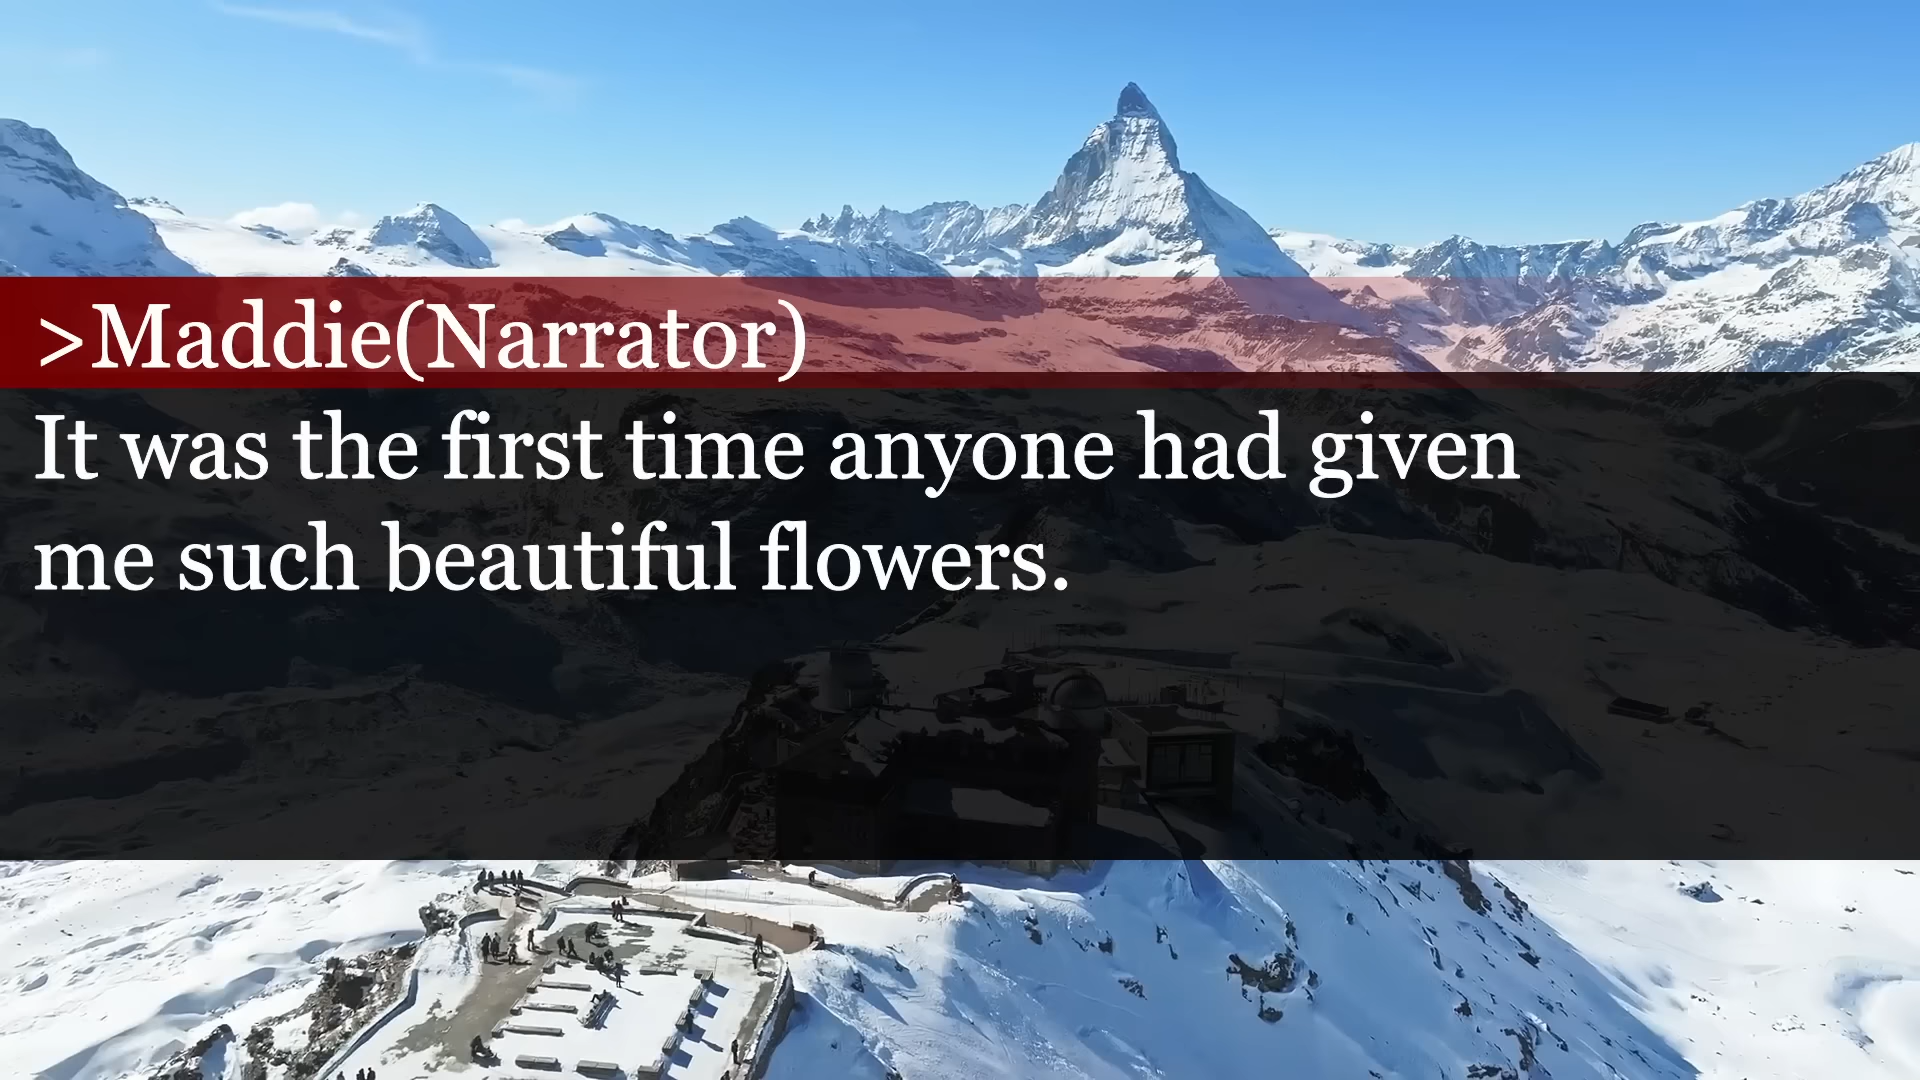 >Maddie(Narrator)
It was the first time anyone had given
me such beautiful flowers.